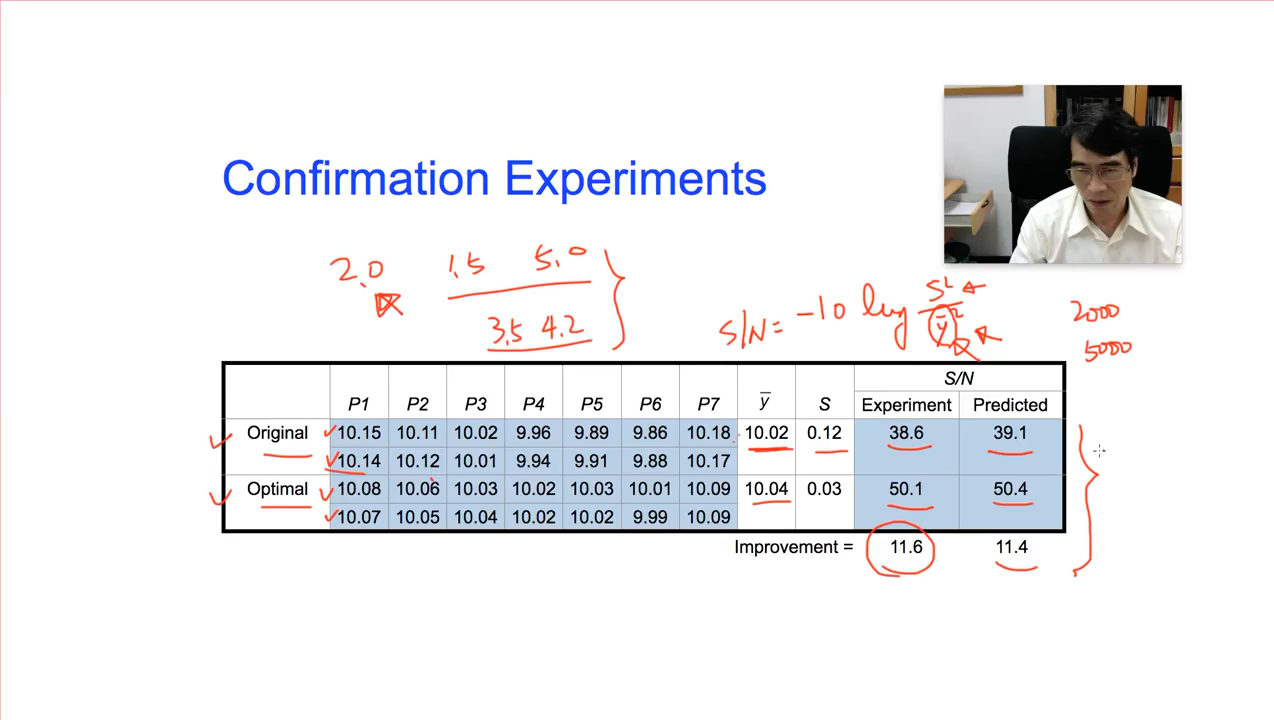 Confirmation Experiments
2.0 1.5 5.0
3.5 4.2
S/N = -10 log S² / ȳ²
2000
5000
S/N
P1 P2 P3 P4 P5 P6 P7 y̅ S Experiment Predicted
Original 10.15 10.11 10.02 9.96 9.89 9.86 10.18 10.02 0.12 38.6 39.1
10.14 10.12 10.01 9.94 9.91 9.88 10.17
Optimal 10.08 10.06 10.03 10.02 10.03 10.01 10.09 10.04 0.03 50.1 50.4
10.07 10.05 10.04 10.02 10.02 9.99 10.09
Improvement = 11.6 11.4